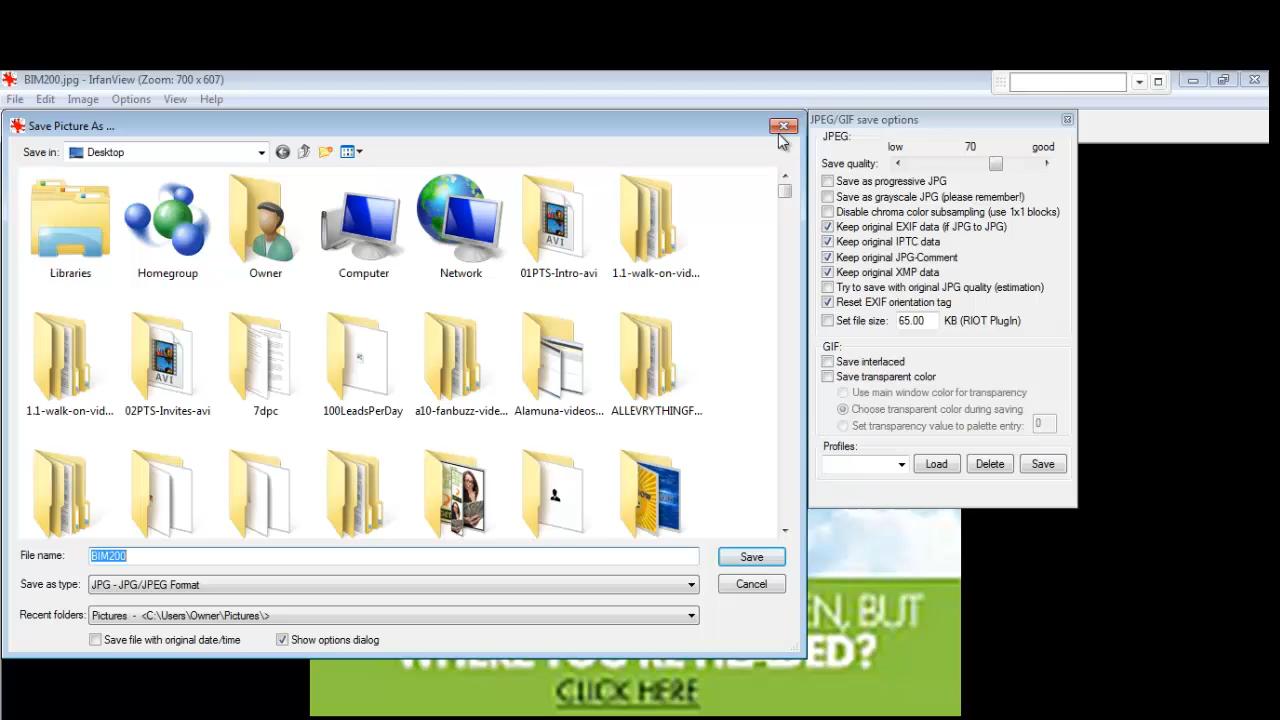 BIM200.jpg - IrfanView (Zoom: 700 x 607)
File Edit Image Options View Help
Save Picture As ...
Save in: Desktop
Libraries
Homegroup
Owner
Computer
Network
01PTS-Intro-avi
1.1-walk-on-vid...
1.1-walk-on-vid...
AVI
02PTS-Invites-avi
7dpc
100LeadsPerDay
a10-fanbuzz-vide...
Alamuna-videos...
ALLEVRYTHINGF...
AVI
File name: BIM200
Save
Save as type: JPG - JPG/JPEG Format
Cancel
Recent folders: Pictures - <C:\Users\Owner\Pictures\>
Save file with original date/time
Show options dialog
JPEG/GIF save options
JPEG:
low 70 good
Save quality:
Save as progressive JPG
Save as grayscale JPG (please remember!)
Disable chroma color subsampling (use 1x1 blocks)
Keep original EXIF data (if JPG to JPG)
Keep original IPTC data
Keep original JPG-Comment
Keep original XMP data
Try to save with original JPG quality (estimation)
Reset EXIF orientation tag
Set file size: 65.00 KB (RIOT PlugIn)
GIF:
Save interlaced
Save transparent color
Use main window color for transparency
Choose transparent color during saving
Set transparency value to palette entry: 0
Profiles:
Load Delete Save
BUT
CLICK HERE